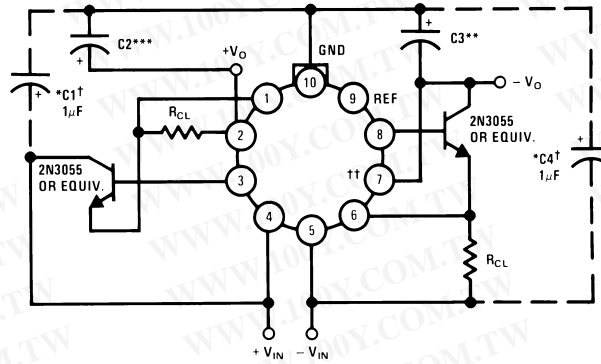 C2***
+VO
GND
C3**
*C1†
1μF
10
− VO
1
9
REF
RCL
2
8
2N3055
OR EQUIV.
*C4†
1μF
2N3055
OR EQUIV.
3
††
7
4
5
6
RCL
+ VIN
− VIN
WWW.100Y.COM.TW